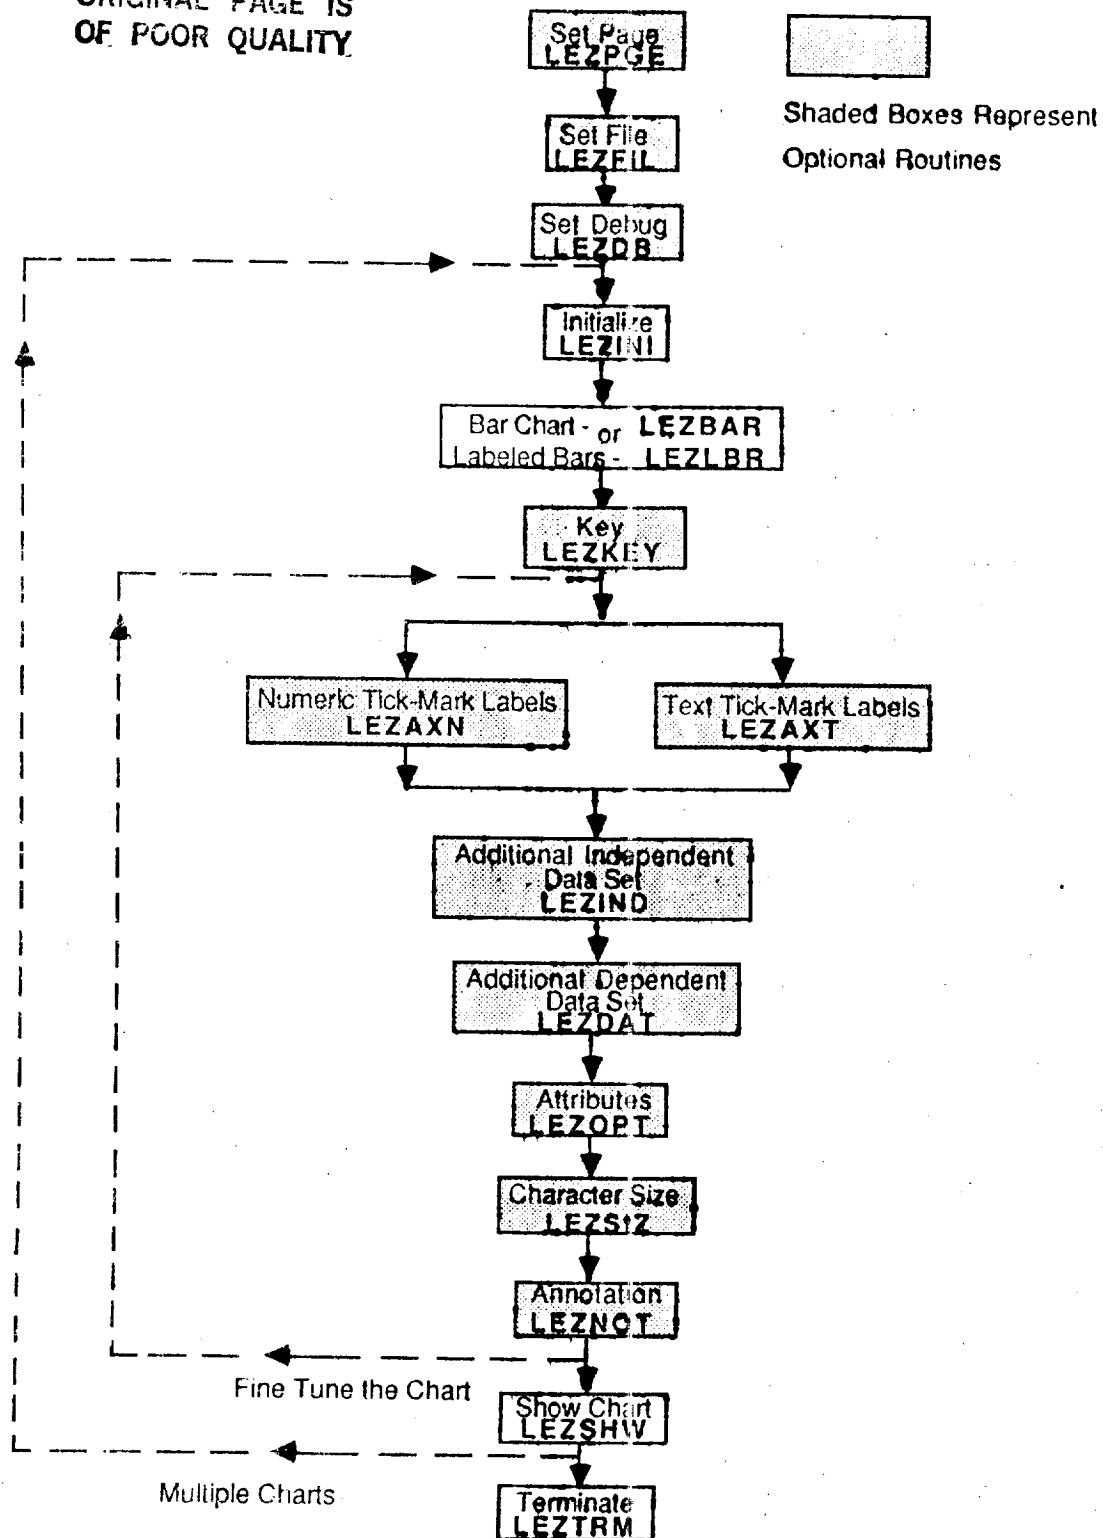 ORIGINAL PAGE IS
OF POOR QUALITY
Set Page
LEZPGE
Shaded Boxes Represent
Optional Routines
Set File
LEZFIL
Set Debug
LEZDB
Initialize
LEZINI
Bar Chart - or LEZBAR
Labeled Bars - LEZLBR
Key
LEZKEY
Numeric Tick-Mark Labels
LEZAXN
Text Tick-Mark Labels
LEZAXT
Additional Independent
Data Set
LEZIND
Additional Dependent
Data Set
LEZDAT
Attributes
LEZOPT
Character Size
LEZSIZ
Annotation
LEZNOT
Fine Tune the Chart
Show Chart
LEZSHW
Multiple Charts
Terminate
LEZTRM